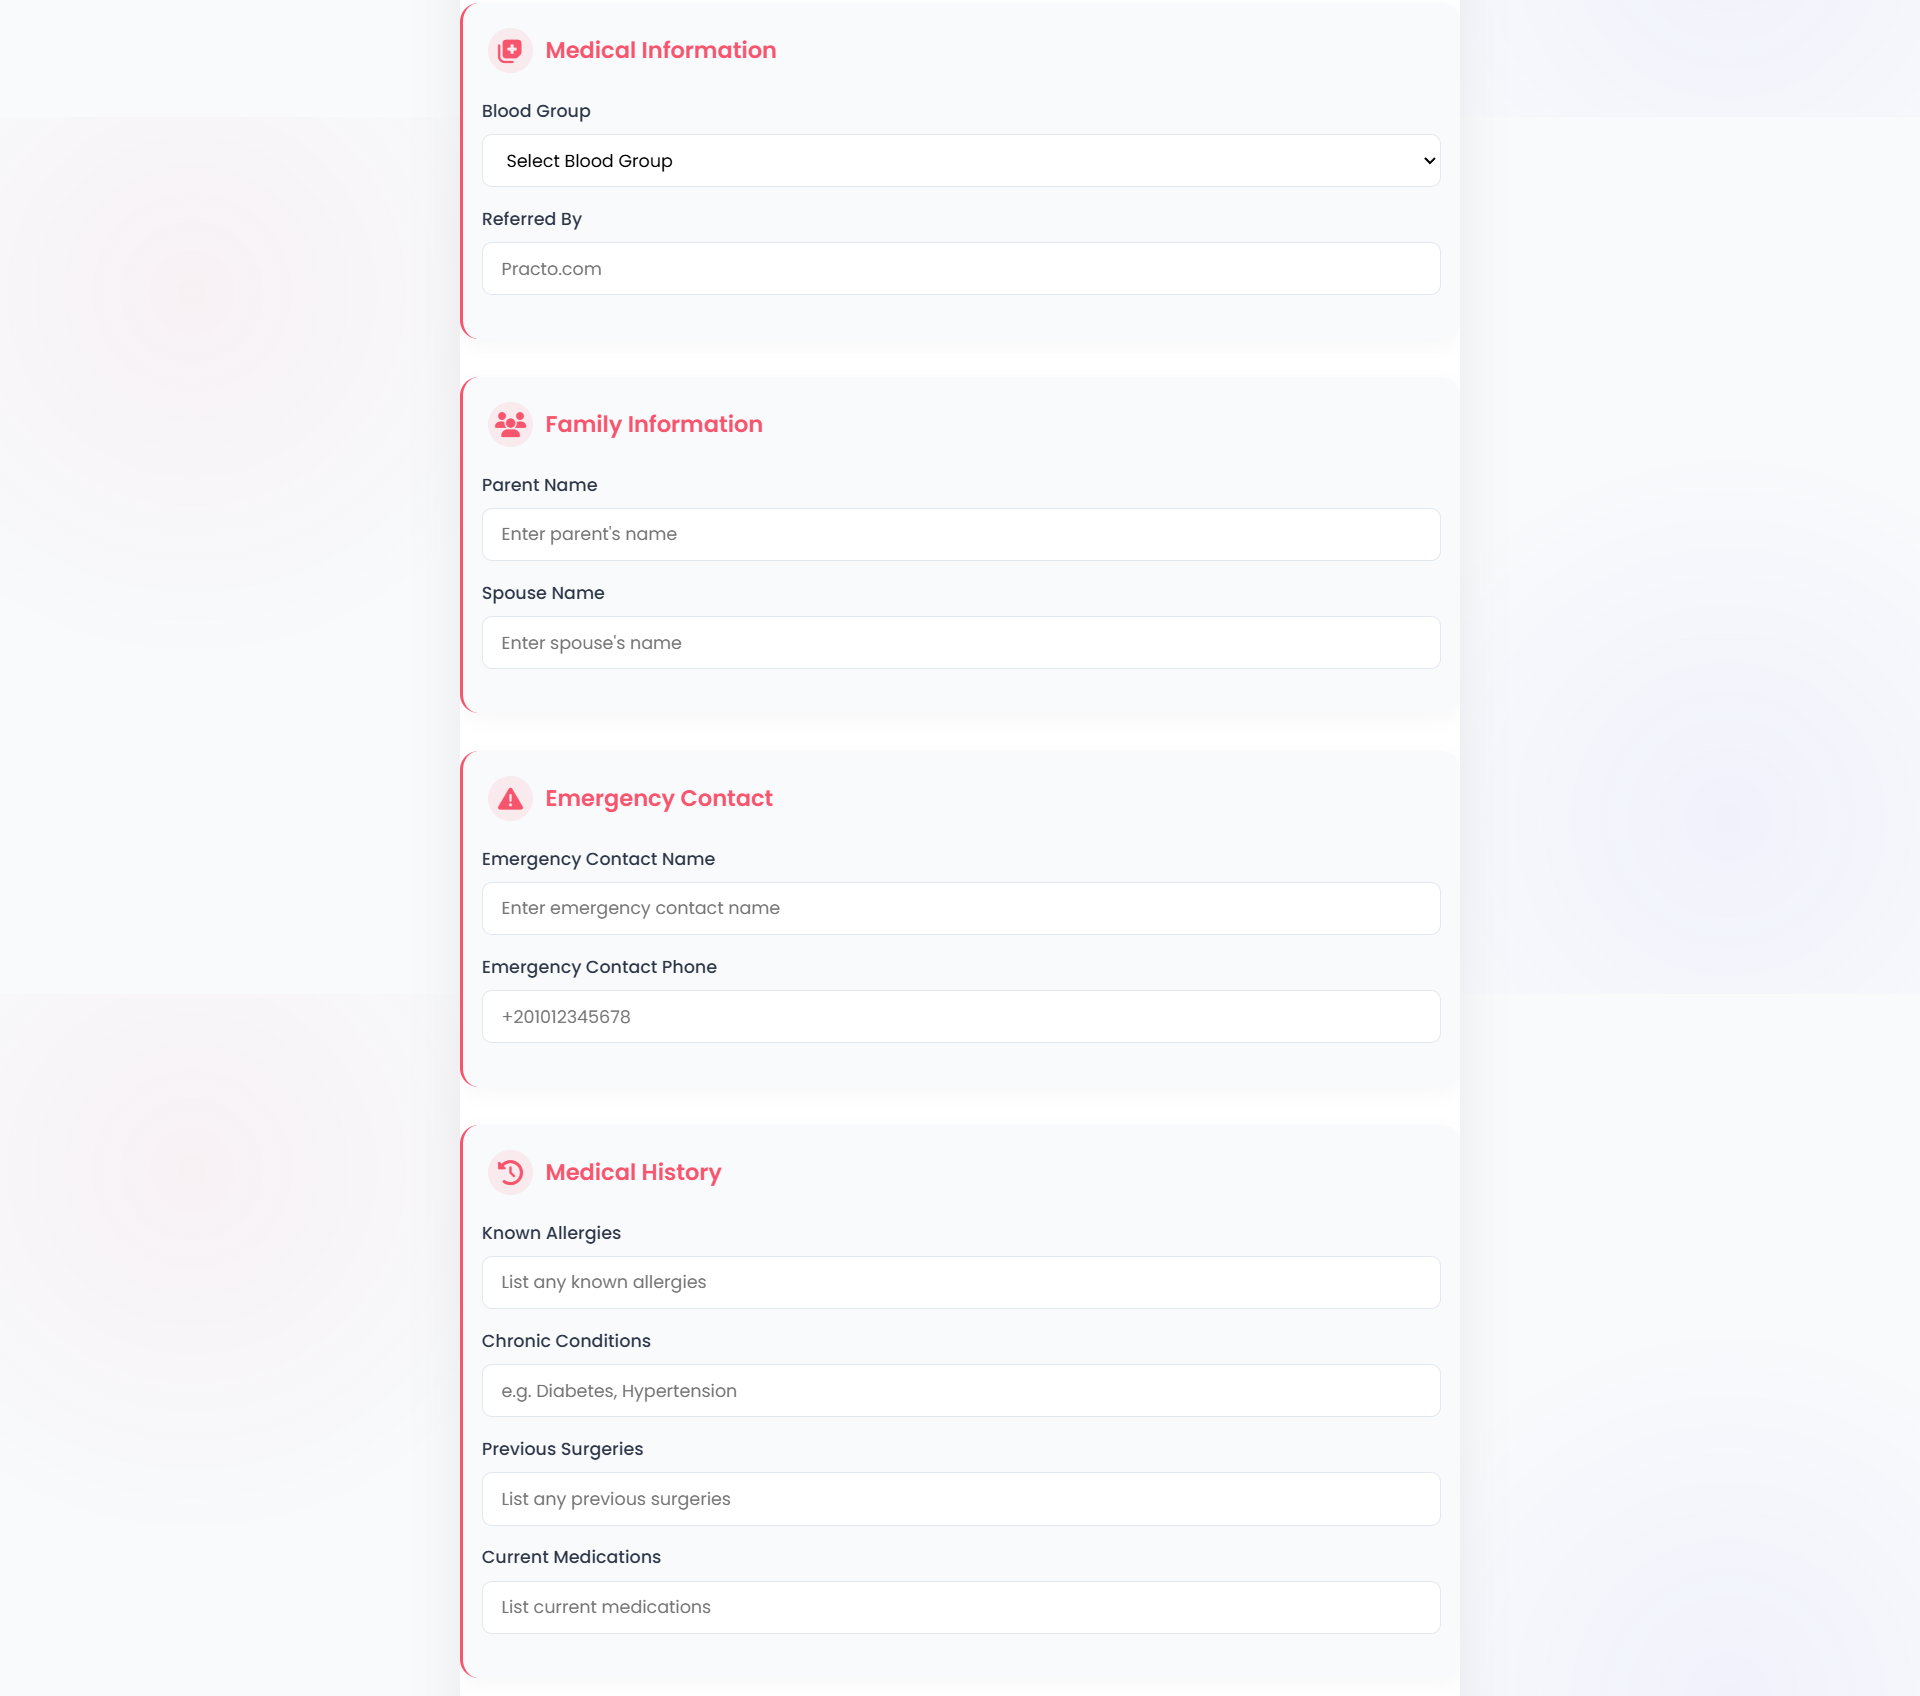 Medical Information
Blood Group
Select Blood Group
Referred By
Practo.com
Family Information
Parent Name
Enter parent's name
Spouse Name
Enter spouse's name
Emergency Contact
Emergency Contact Name
Enter emergency contact name
Emergency Contact Phone
+201012345678
Medical History
Known Allergies
List any known allergies
Chronic Conditions
e.g. Diabetes, Hypertension
Previous Surgeries
List any previous surgeries
Current Medications
List current medications